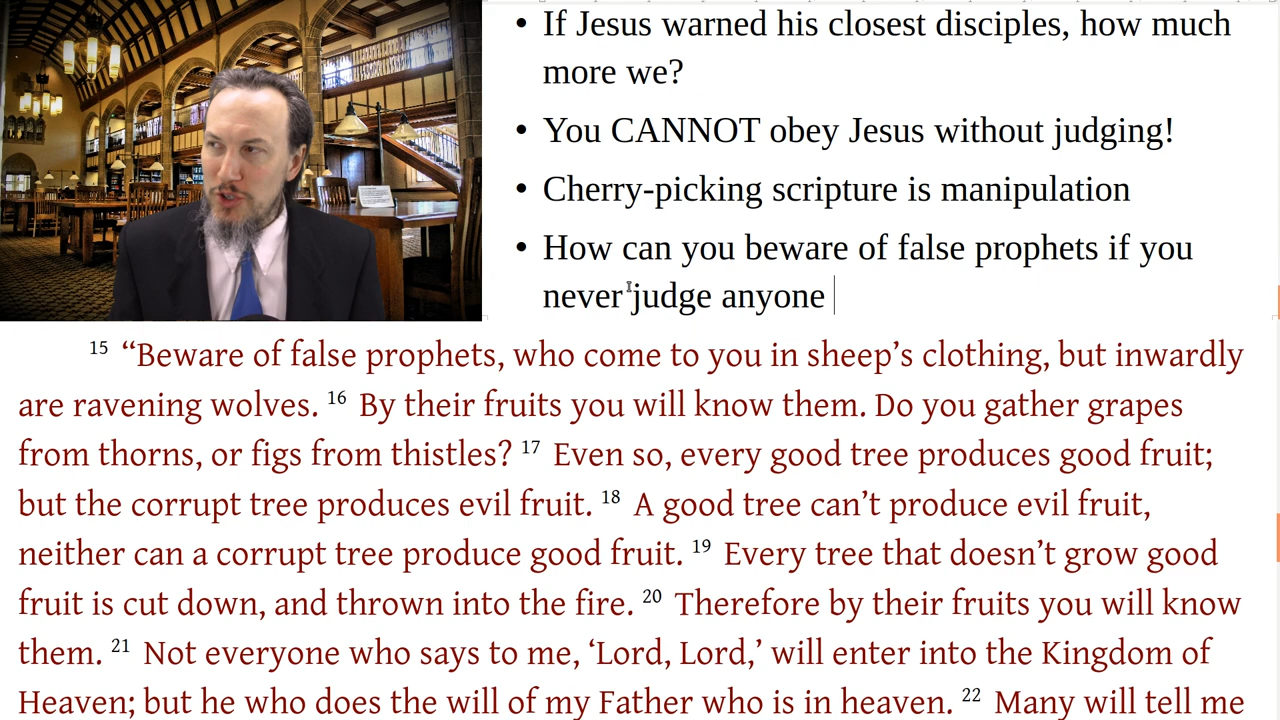 • If Jesus warned his closest disciples, how much
more we?
• You CANNOT obey Jesus without judging!
• Cherry-picking scripture is manipulation
• How can you beware of false prophets if you
never judge anyone
15 “Beware of false prophets, who come to you in sheep’s clothing, but inwardly
are ravening wolves. 16 By their fruits you will know them. Do you gather grapes
from thorns, or figs from thistles? 17 Even so, every good tree produces good fruit;
but the corrupt tree produces evil fruit. 18 A good tree can’t produce evil fruit,
neither can a corrupt tree produce good fruit. 19 Every tree that doesn’t grow good
fruit is cut down, and thrown into the fire. 20 Therefore by their fruits you will know
them. 21 Not everyone who says to me, ‘Lord, Lord,’ will enter into the Kingdom of
Heaven; but he who does the will of my Father who is in heaven. 22 Many will tell me